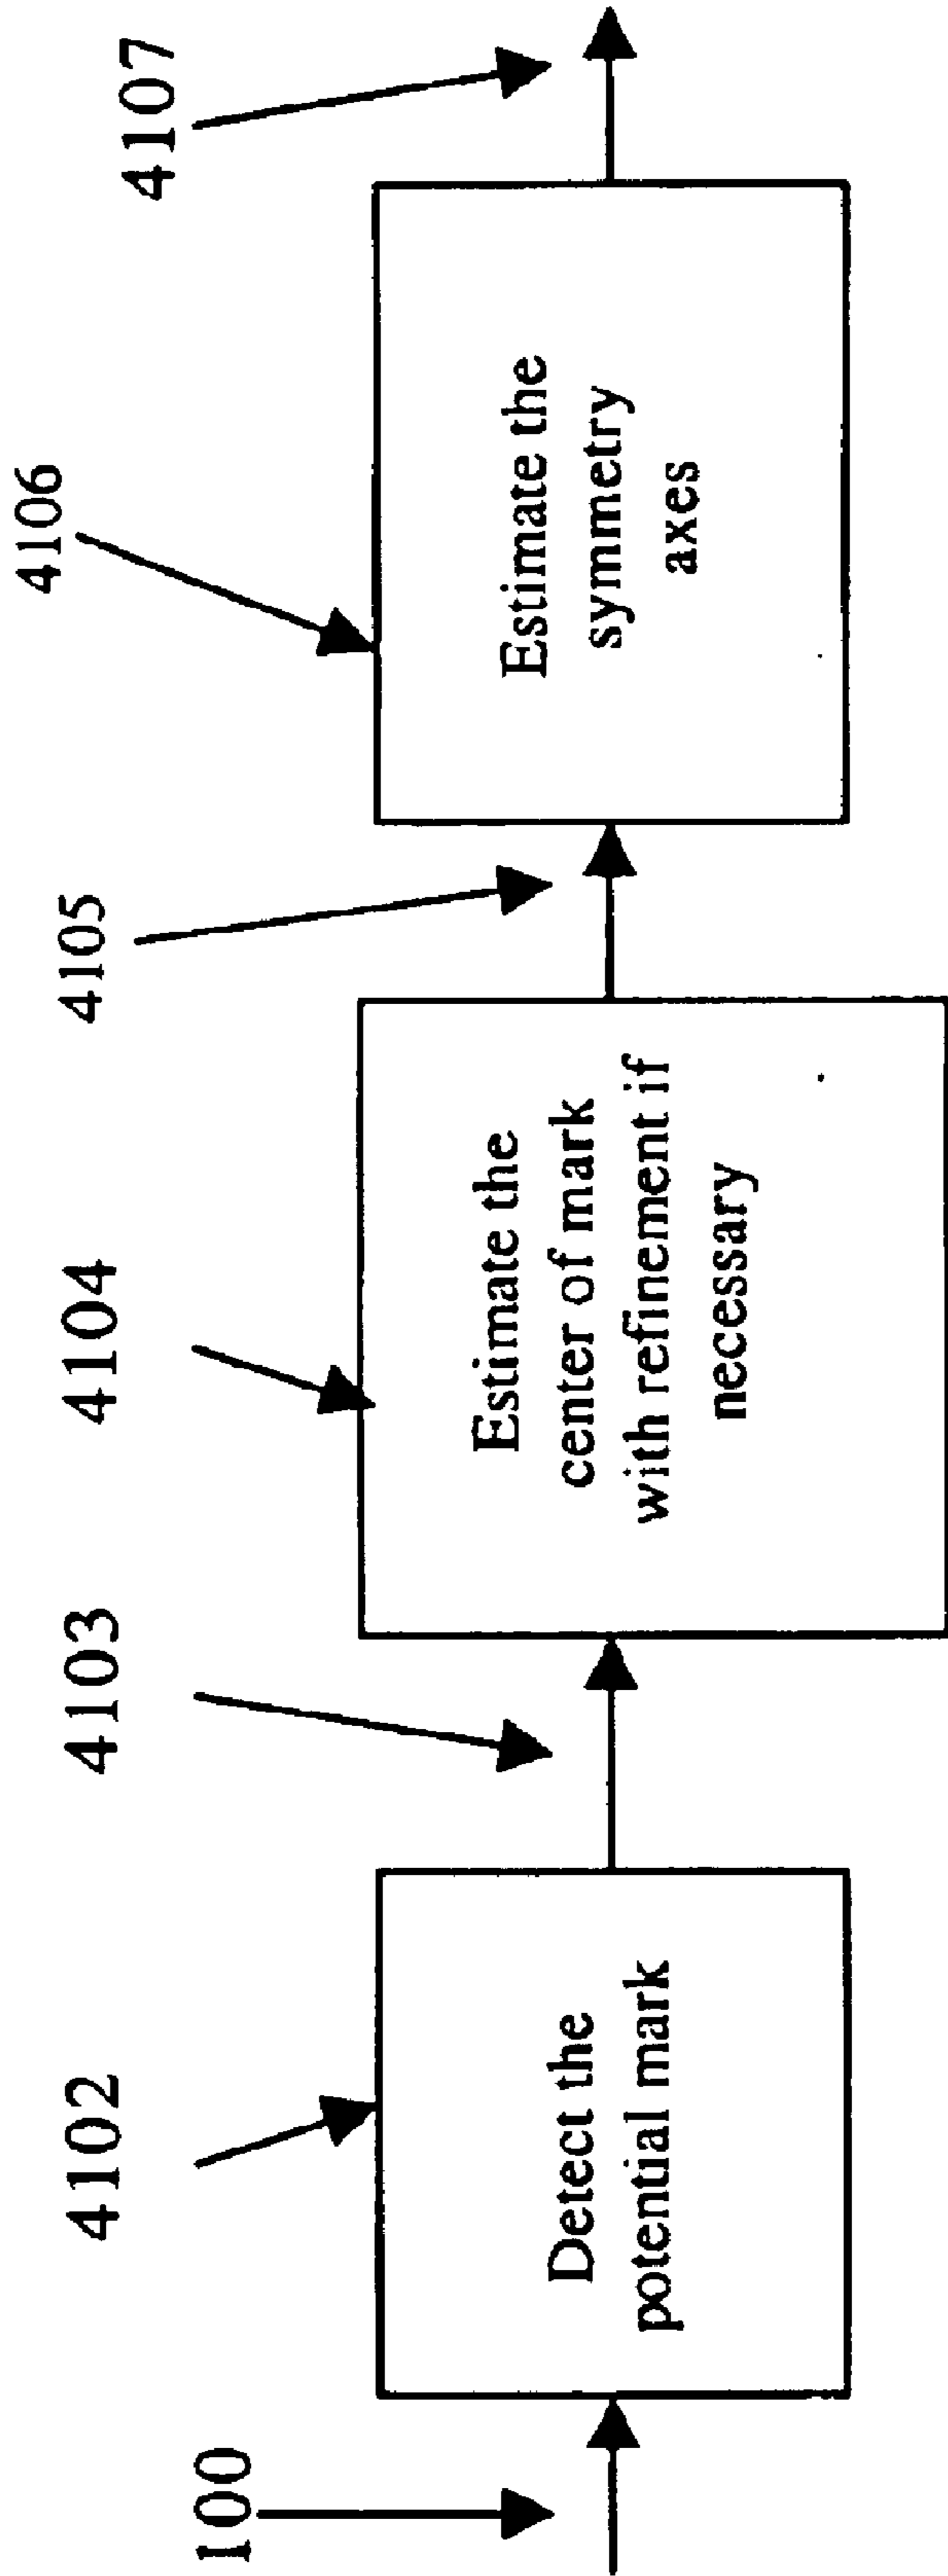 100
4102
Detect the
potential mark
4103
4104
Estimate the
center of mark
with refinement if
necessary
4105
4106
Estimate the
symmetry
axes
4107